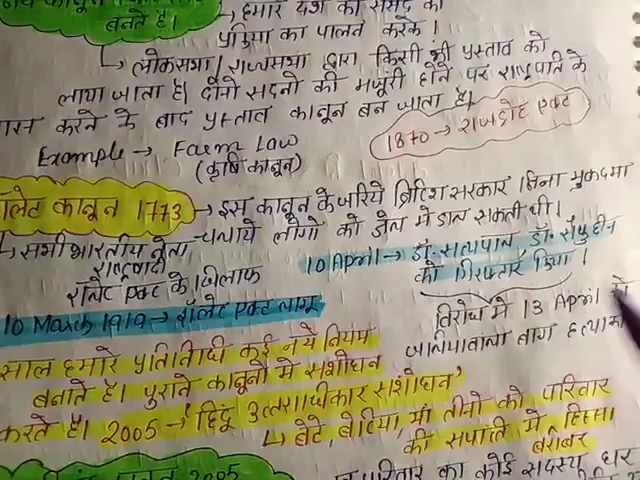 बनते है।
→ हमारे देश की संसद की
प्रक्रिया का पालन करके।
→ लोकसभा/राज्यसभा द्वारा किसी भी प्रस्ताव को
लाया जाता है। दोनो सदनो की मंजूरी होने पर राष्ट्रपति के
पास करने के बाद प्रस्ताव कानून बन जाता है।
1870 → राजद्रोह एक्ट
Example → Farm Law
(कृषि कानून)
रॉलेट कानून 1773 → इस कानून के जरिये ब्रिटिश सरकार बिना मुकदमा
चलाये लोगो को जेल में डाल सकती थी।
→ सभी भारतीय नेता,
राष्ट्रवादी
रॉलेट एक्ट के खिलाफ
10 April → डॉ. सत्यपाल, डॉ. सैफुद्दीन
को गिरफ्तार किया।
10 March 1919 → रॉलेट एक्ट लागू
विरोध में 13 April को
जलियावाला बाग हत्याकां
साल हमारे प्रतिनिधि कई नये नियम
बनाते है। पुराने कानूनो में संशोधन
करते है। 2005 → 'हिंदू उत्तराधिकार संशोधन'
→ बेटे, बेटिया, मां तीनो को परिवार
की संपत्ति में हिस्सा
बराबर
2005
परिवार का कोई सदस्य घर